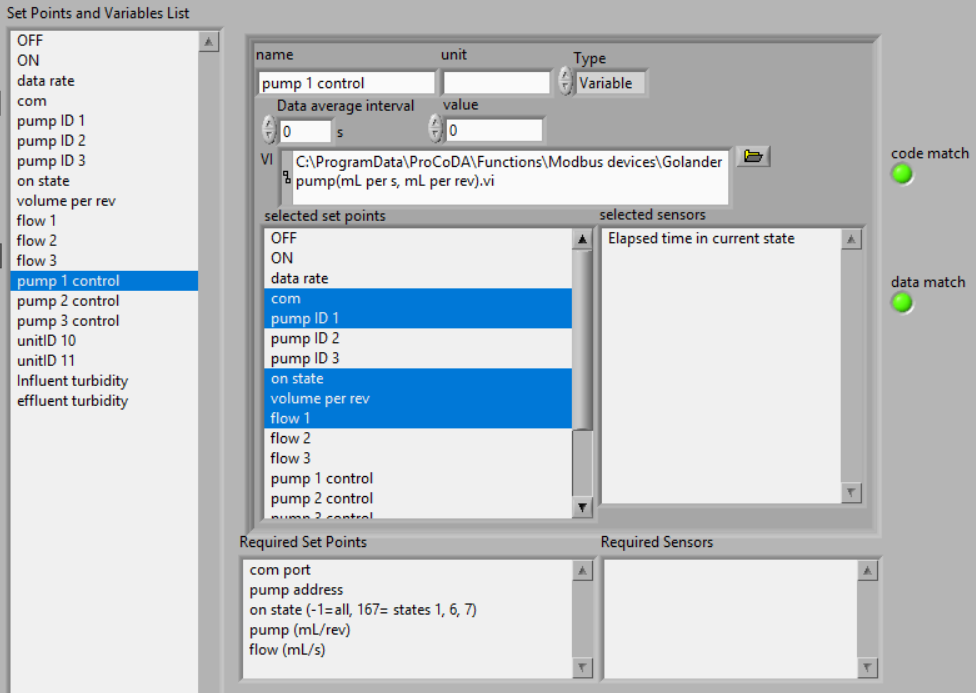 Set Points and Variables List
OFF
ON
data rate
com
pump ID 1
pump ID 2
pump ID 3
on state
volume per rev
flow 1
flow 2
flow 3
pump 1 control
pump 2 control
pump 3 control
unitID 10
unitID 11
Influent turbidity
effluent turbidity
name
unit
Type
pump 1 control
Variable
Data average interval
value
0
s
0
VI
C:\ProgramData\ProCoDA\Functions\Modbus devices\Golander
pump(mL per s, mL per rev).vi
selected set points
OFF
ON
data rate
com
pump ID 1
pump ID 2
pump ID 3
on state
volume per rev
flow 1
flow 2
flow 3
pump 1 control
pump 2 control
pump 3 control
selected sensors
Elapsed time in current state
code match
data match
Required Set Points
com port
pump address
on state (-1=all, 167= states 1, 6, 7)
pump (mL/rev)
flow (mL/s)
Required Sensors